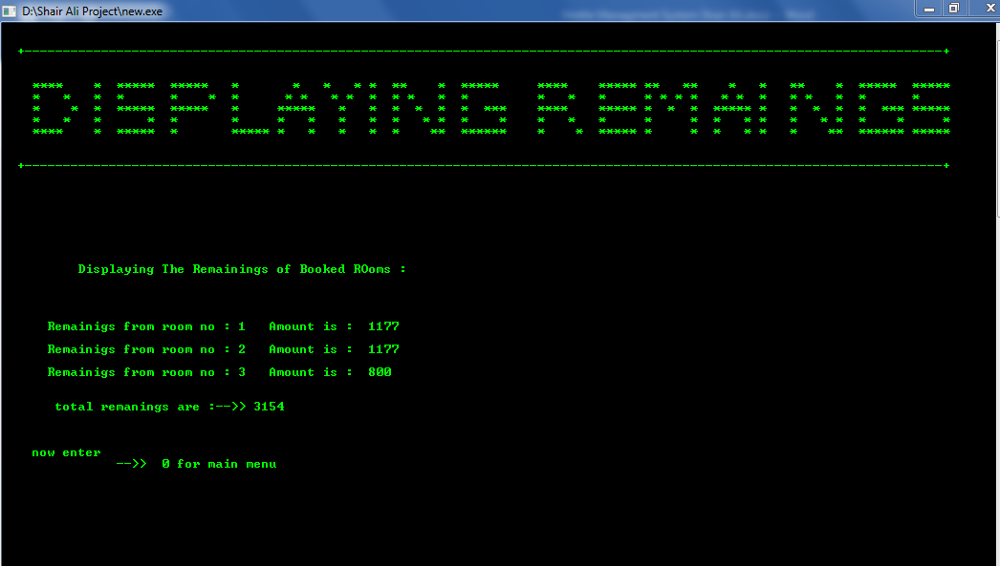 D:\Shair Ali Project\new.exe
DISPLAYING REMAINGS
Displaying The Remainings of Booked ROoms :
Remainigs from room no : 1 Amount is : 1177
Remainigs from room no : 2 Amount is : 1177
Remainigs from room no : 3 Amount is : 800
total remanings are :-->> 3154
now enter
-->> 0 for main menu